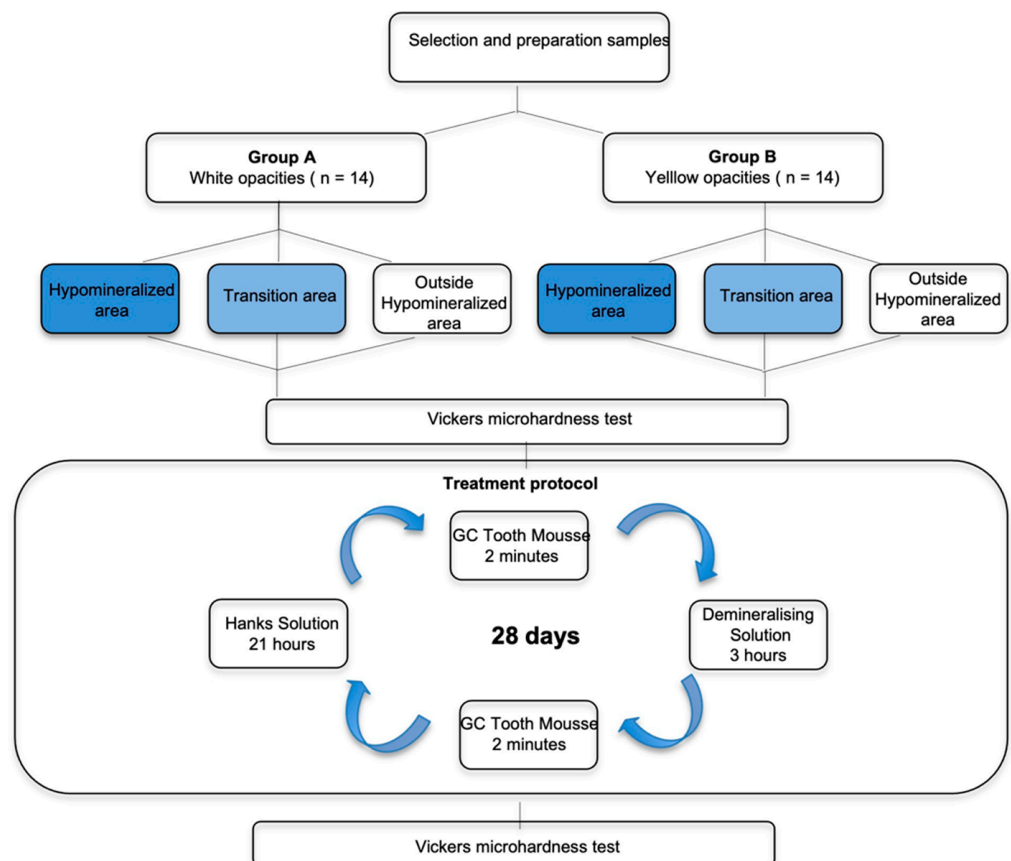 Selection and preparation samples
Group A
White opacities ( n = 14)
Group B
Yelllow opacities ( n = 14)
Hypomineralized
area
Transition area
Outside
Hypomineralized
area
Hypomineralized
area
Transition area
Outside
Hypomineralized
area
Vickers microhardness test
Treatment protocol
GC Tooth Mousse
2 minutes
Hanks Solution
21 hours
28 days
Demineralising
Solution
3 hours
GC Tooth Mousse
2 minutes
Vickers microhardness test